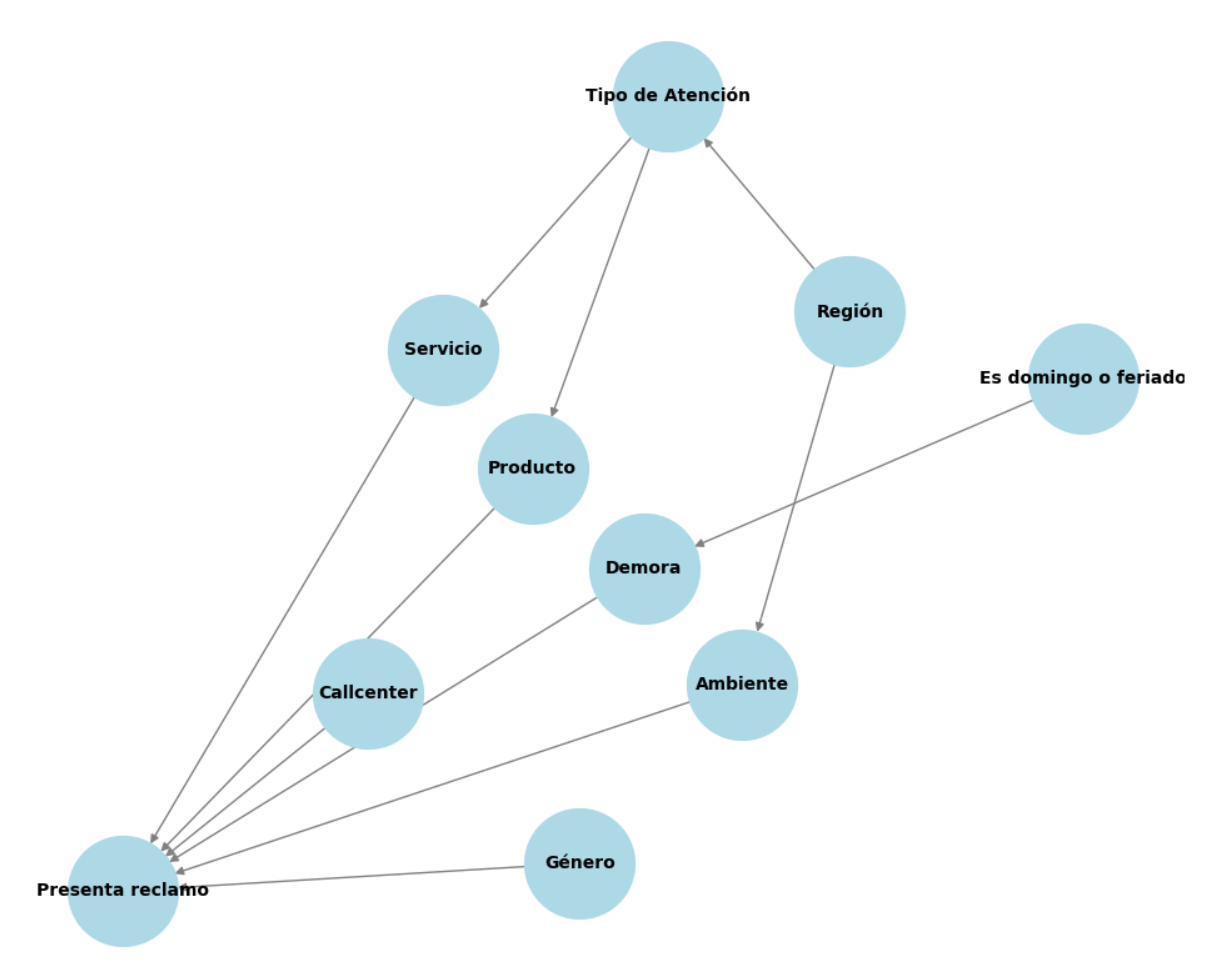 Tipo de Atención
Región
Servicio
Es domingo o feriado
Producto
Demora
Ambiente
Callcenter
Género
Presenta reclamo